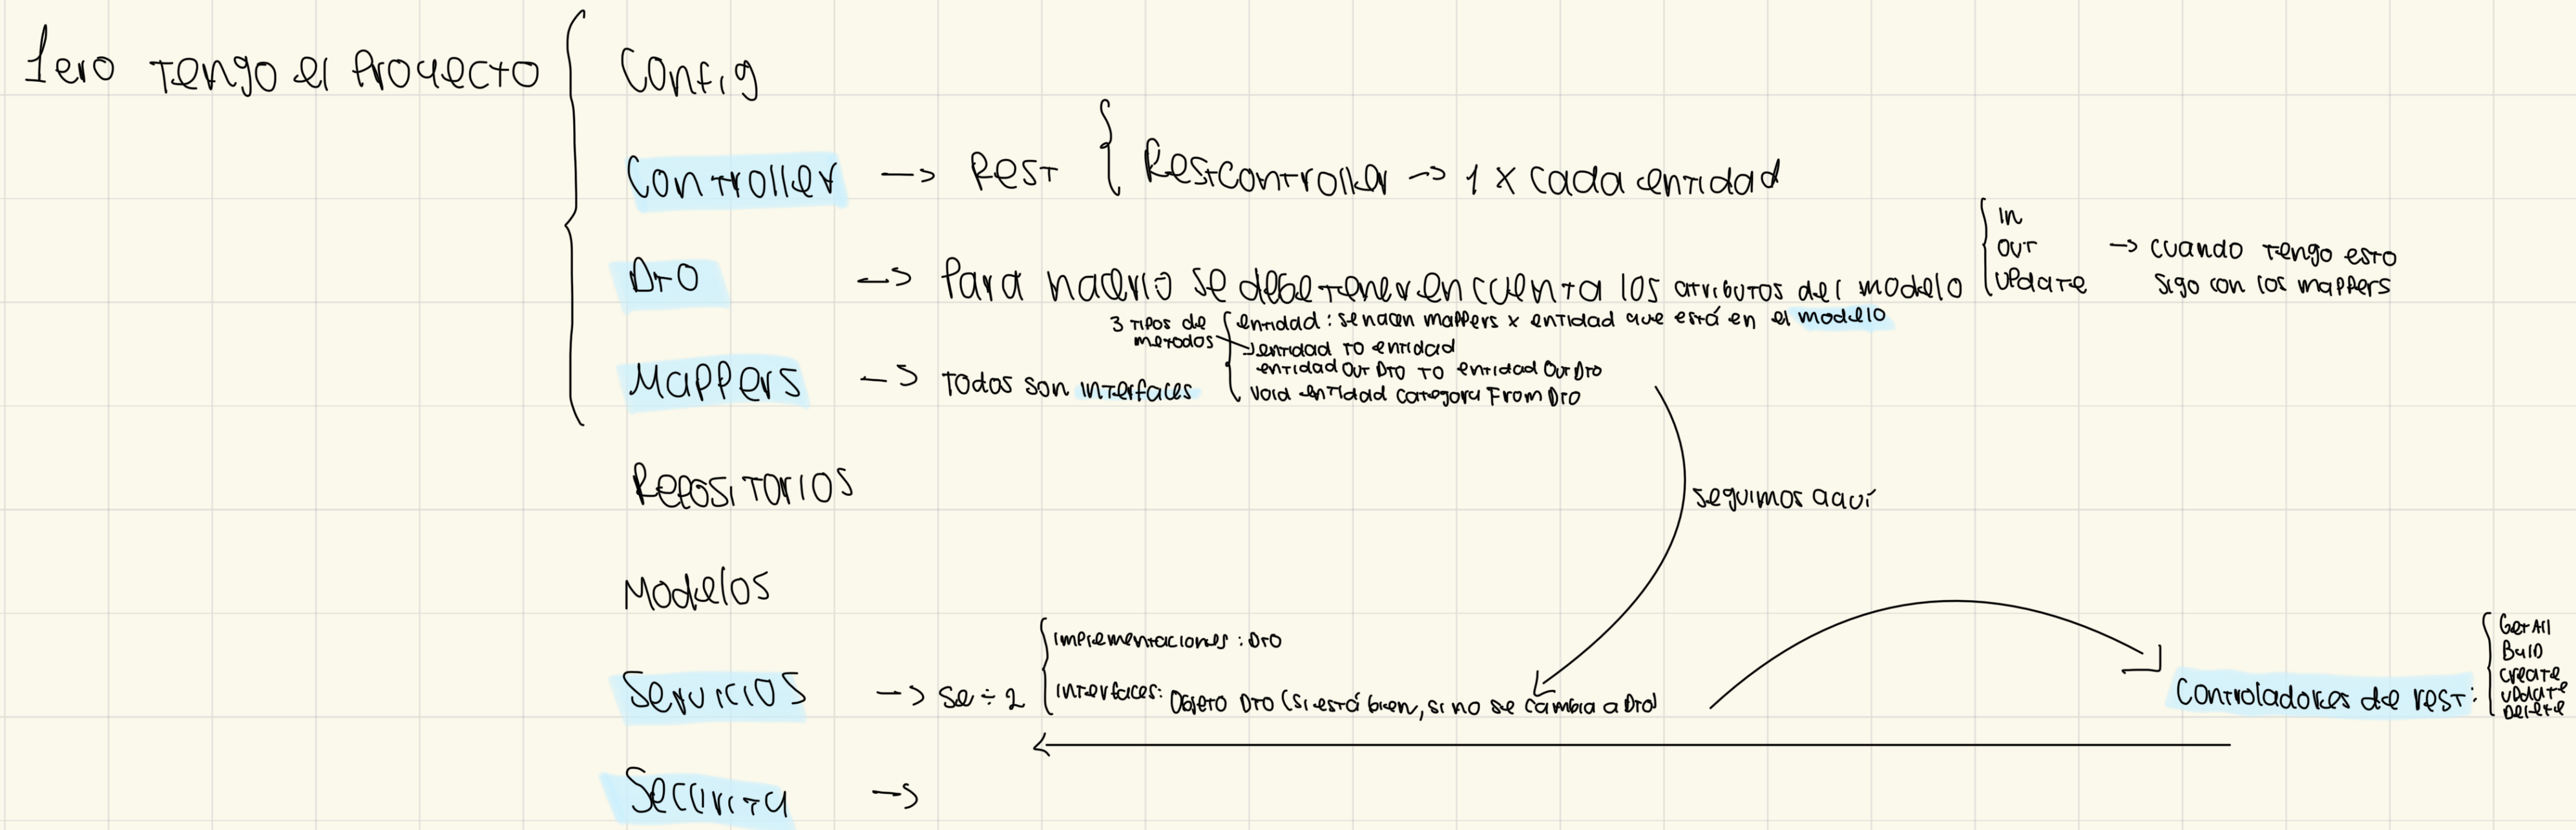 1ero Tengo el Proyecto
Config
Controller -> REST { RestController -> 1 x cada entidad
DTO -> Para hacerlo se debe tener en cuenta los atributos del modelo
In
Out
Update
-> cuando tengo esto
sigo con los mappers
Mappers -> Todos son interfaces
3 tipos de
metodos
entidad : se hacen mappers x entidad que está en el modelo
entidad TO entidad
entidad Out DTO TO entidad Out DTO
Void entidad From DTO
Repositorios
seguimos aquí
Modelos
Servicios -> se ÷ 2
Implementaciones : DTO
Interfaces: Objeto DTO (si está bien, si no se cambia a DTO)
Controladores de rest:
Get All
Create
Update
Delete
Security ->